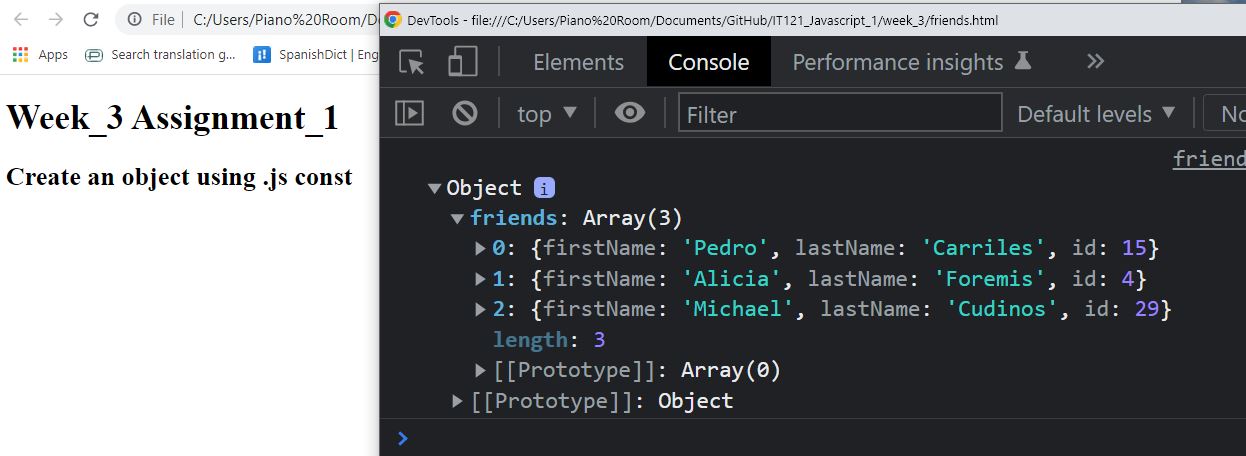 File C:/Users/Piano%20Room/Do
Apps Search translation g... SpanishDict | Eng
Week_3 Assignment_1
Create an object using .js const
DevTools - file:///C:/Users/Piano%20Room/Documents/GitHub/IT121_Javascript_1/week_3/friends.html
Elements Console Performance insights
top Filter Default levels No
friend
Object i
friends: Array(3)
0: {firstName: 'Pedro', lastName: 'Carriles', id: 15}
1: {firstName: 'Alicia', lastName: 'Foremis', id: 4}
2: {firstName: 'Michael', lastName: 'Cudinos', id: 29}
length: 3
[[Prototype]]: Array(0)
[[Prototype]]: Object